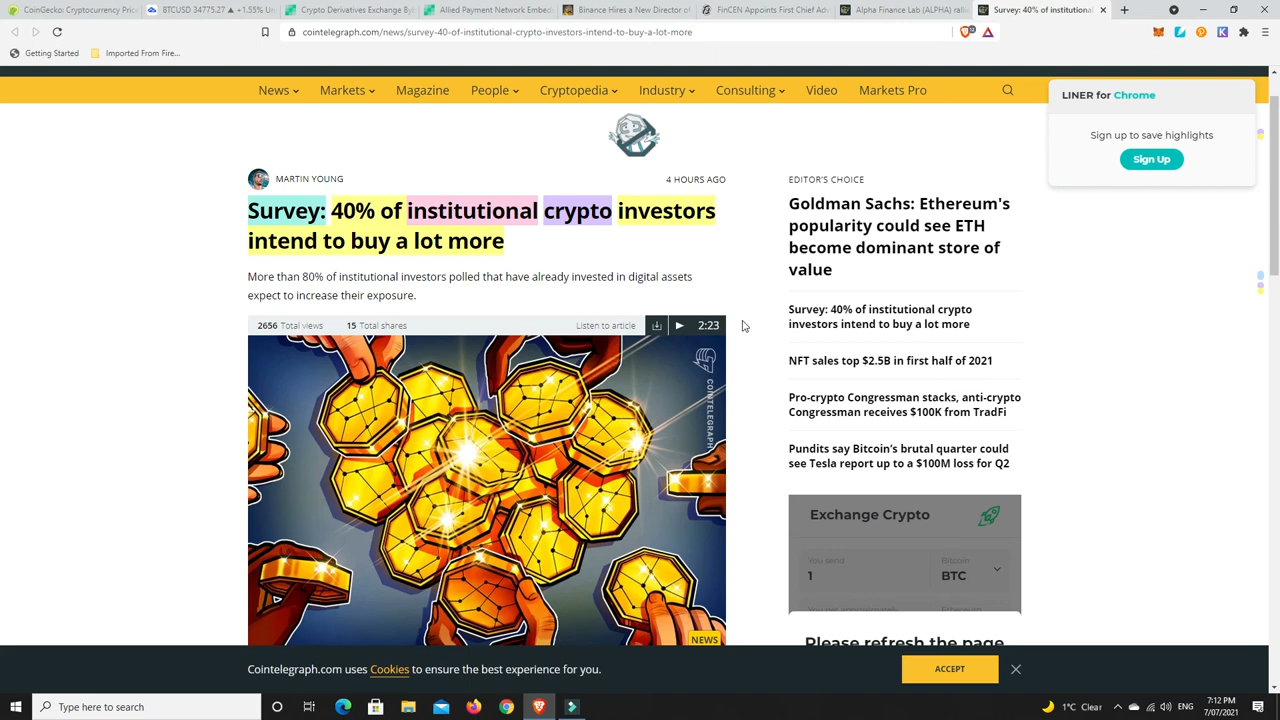 CoinGecko: Cryptocurrency Pric
BTCUSD 34775.27 ▲ +1.55% Un
Crypto Derivatives Exchange By
Allied Payment Network Embed
Binance Hires a New Director of
FinCEN Appoints First Chief Adv
Alpha Finance Lab (ALPHA) rallie
Survey: 40% of institutional
cointelegraph.com/news/survey-40-of-institutional-crypto-investors-intend-to-buy-a-lot-more
Getting Started
Imported From Fire...
News
Markets
Magazine
People
Cryptopedia
Industry
Consulting
Video
Markets Pro
LINER for Chrome
Sign up to save highlights
Sign Up
MARTIN YOUNG
4 HOURS AGO
Survey: 40% of institutional crypto investors
intend to buy a lot more
More than 80% of institutional investors polled that have already invested in digital assets
expect to increase their exposure.
2656 Total views
15 Total shares
Listen to article
2:23
COINTELEGRAPH
NEWS
EDITOR'S CHOICE
Goldman Sachs: Ethereum's
popularity could see ETH
become dominant store of
value
Survey: 40% of institutional crypto
investors intend to buy a lot more
NFT sales top $2.5B in first half of 2021
Pro-crypto Congressman stacks, anti-crypto
Congressman receives $100K from TradFi
Pundits say Bitcoin's brutal quarter could
see Tesla report up to a $100M loss for Q2
Exchange Crypto
You send
1
Bitcoin
BTC
You get approximately
Ethereum
Please refresh the page
Cointelegraph.com uses Cookies to ensure the best experience for you.
ACCEPT
Type here to search
1°C Clear
7:12 PM
7/07/2021